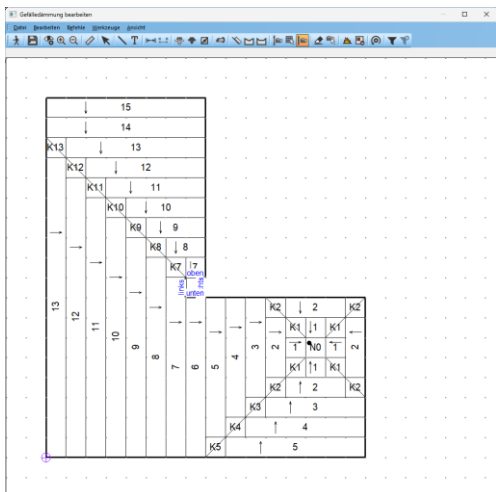 Gefälledämmung bearbeiten
Datei Bearbeiten Befehle Werkzeuge Ansicht
T
15
14
K13 13
K12 12
K11 11
K10 10
K9 9
K8 8
K7 7
oben
links rechts
unten
K2 2 K2
K1 1 K1
13 12 11 10 9 8 7 6 5 4 3 2 1 N0 1 2
K1 1 K1
K2 2 K2
K3 3
K4 4
K5 5